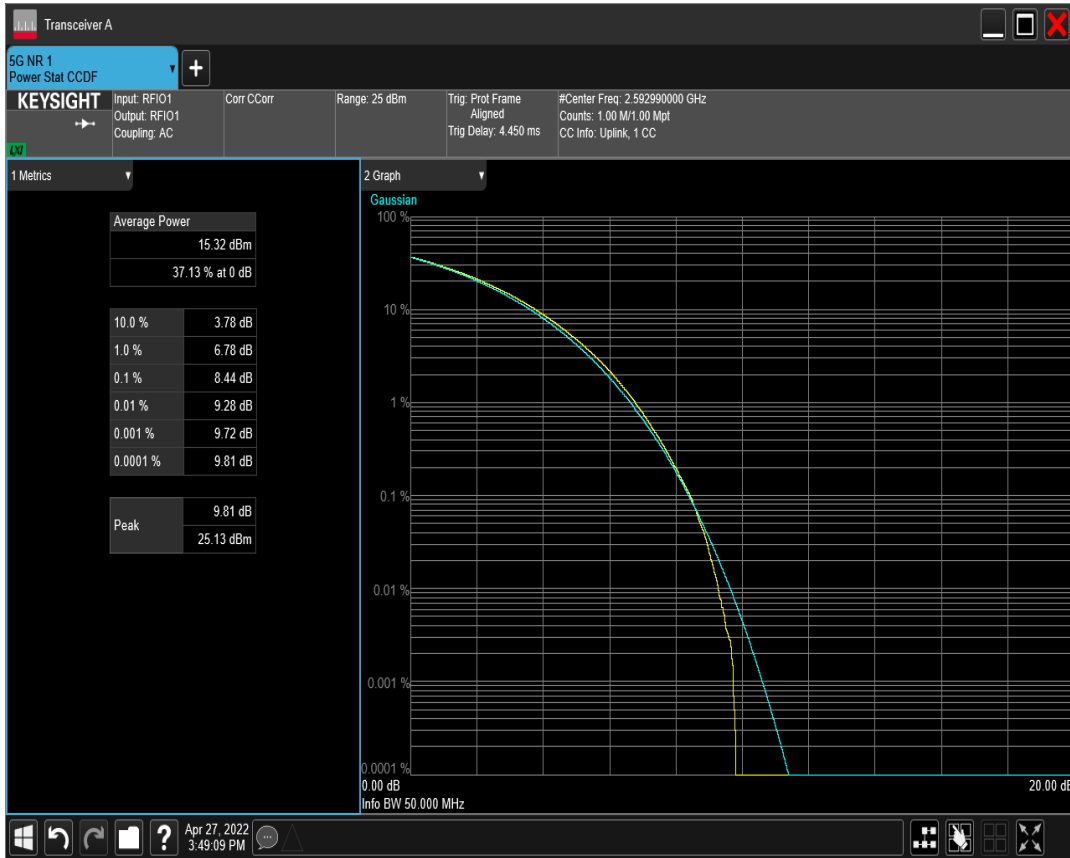 Transceiver A
5G NR 1
Power Stat CCDF
KEYSIGHT
LXI
Input: RFIO1
Output: RFIO1
Coupling: AC
Corr CCorr
Range: 25 dBm
Trig: Prot Frame
Aligned
Trig Delay: 4.450 ms
#Center Freq: 2.592990000 GHz
Counts: 1.00 M/1.00 Mpt
CC Info: Uplink, 1 CC
1 Metrics
Average Power
15.32 dBm
37.13 % at 0 dB
10.0 % 3.78 dB
1.0 % 6.78 dB
0.1 % 8.44 dB
0.01 % 9.28 dB
0.001 % 9.72 dB
0.0001 % 9.81 dB
Peak
9.81 dB
25.13 dBm
2 Graph
Gaussian
100 %
10 %
1 %
0.1 %
0.01 %
0.001 %
0.0001 %
0.00 dB
20.00 dB
Info BW 50.000 MHz
Apr 27, 2022
3:49:09 PM